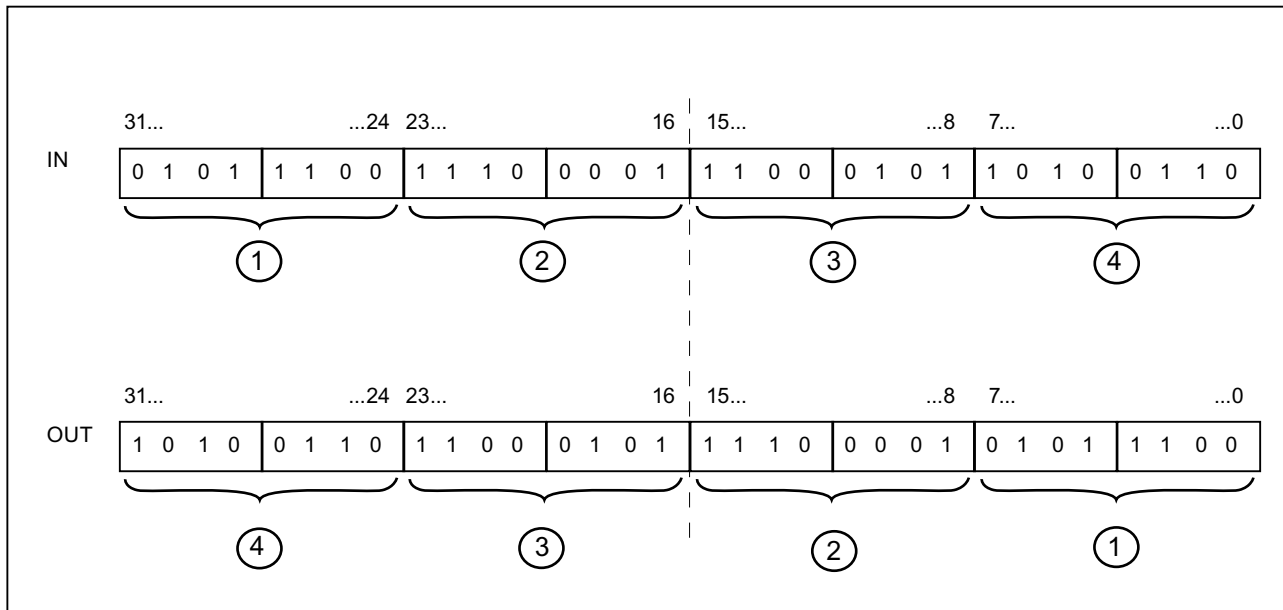 31... ...24 23... 16 15... ...8 7... ...0
IN 0 1 0 1 1 1 0 0 1 1 1 0 0 0 0 1 1 1 0 0 0 1 0 1 1 0 1 0 0 1 1 0
1 2 3 4
31... ...24 23... 16 15... ...8 7... ...0
OUT 1 0 1 0 0 1 1 0 1 1 0 0 0 1 0 1 1 1 1 0 0 0 0 1 0 1 0 1 1 1 0 0
4 3 2 1